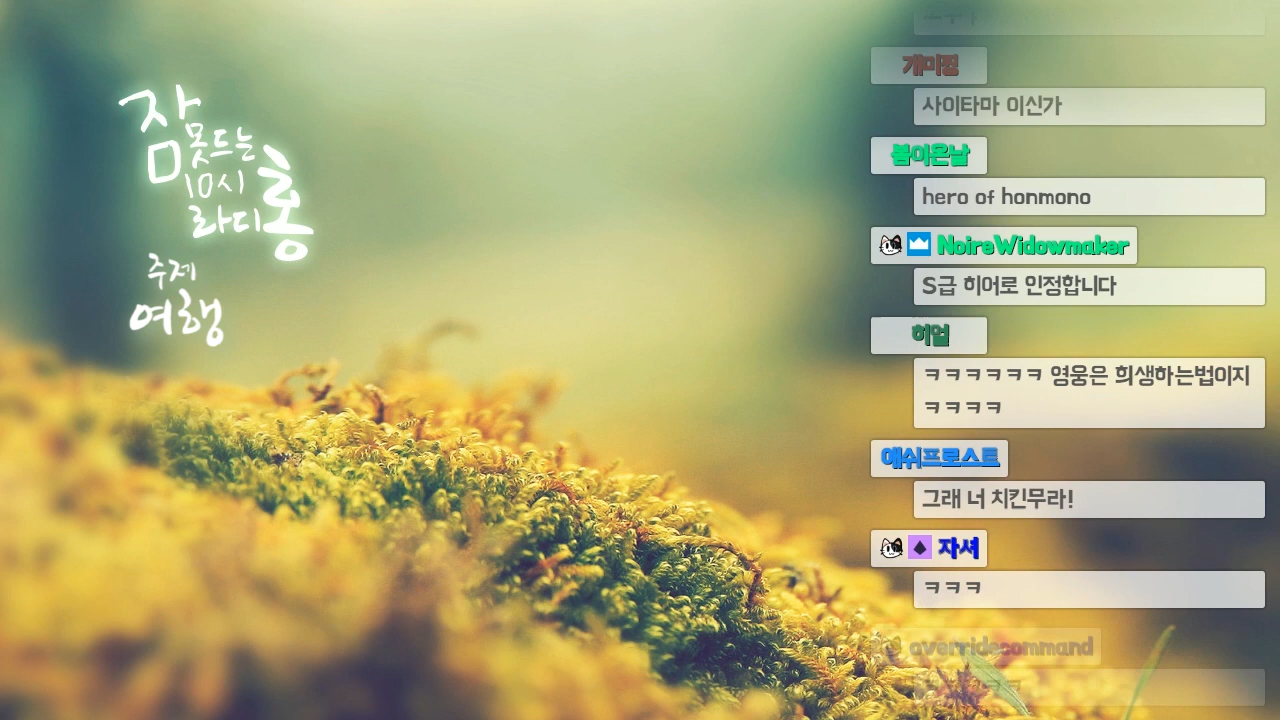 잠
못드는
10시
라디
홍
주제
여행
개미핑
사이타마 이신가
봄이온날
hero of honmono
NoireWidowmaker
S급 히어로 인정합니다
허멀
ㅋㅋㅋㅋㅋㅋ 영웅은 희생하는법이지
ㅋㅋㅋㅋ
애쉬프로스트
그래 너 치킨무라!
자셔
ㅋㅋㅋ
overridecommand